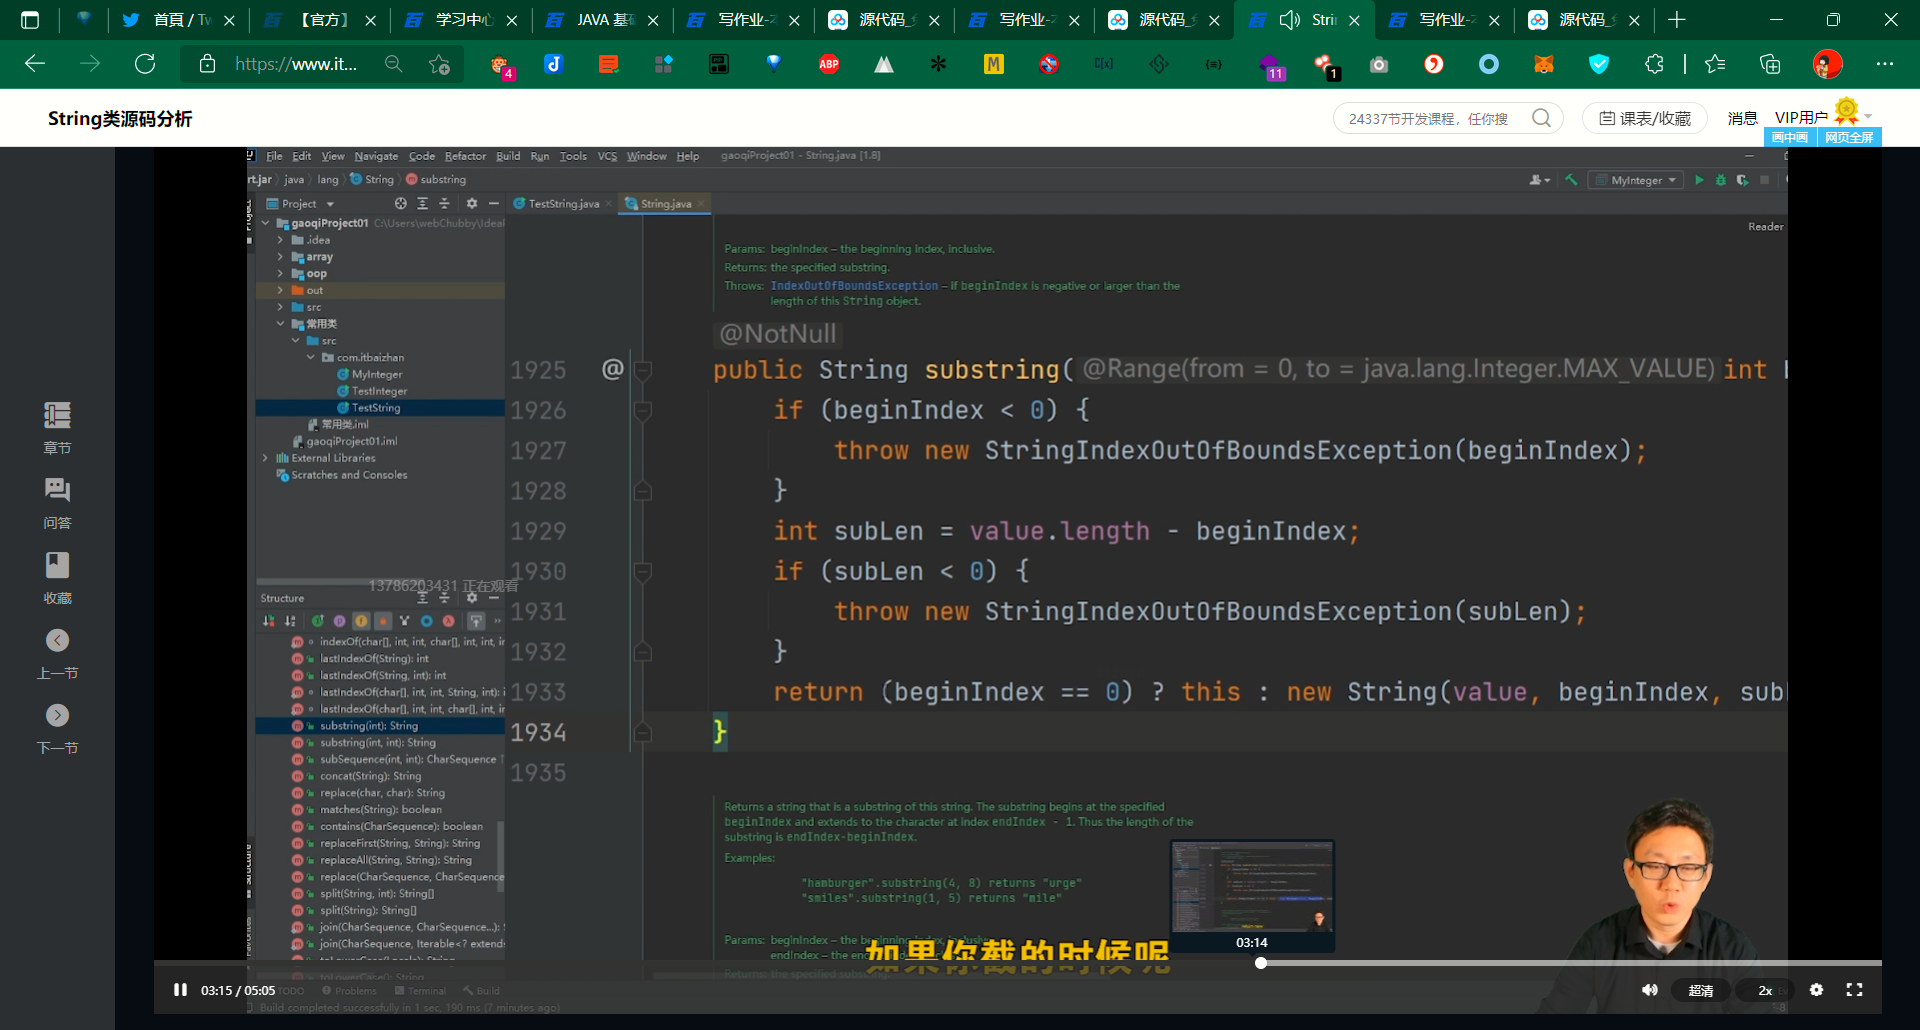 首頁 / Tw
【官方】
学习中心
JAVA 基
写作业-
源代码_
写作业-
源代码_
Stri
写作业-
源代码_
https://www.it...
4
ABP
11
1
String类源码分析
24337节开发课程，任你搜
课表/收藏
消息
VIP用户
画中画
网页全屏
File Edit View Navigate Code Refactor Build Run Tools VCS Window Help gaoqiProject01 - String.java [1.8]
rt.jar java lang String substring
MyInteger
Project
TestString.java
String.java
gaoqiProject01 C:\Users\webChubby\Idea
.idea
array
oop
out
src
常用类
src
com.itbaizhan
MyInteger
TestInteger
TestString
常用类.iml
gaoqiProject01.iml
External Libraries
Scratches and Consoles
13786203431 正在观看
Structure
indexOf(char[], int, int, char[], int, int, in
lastIndexOf(String): int
lastIndexOf(String, int): int
lastIndexOf(char[], int, int, String, int): i
lastIndexOf(char[], int, int, char[], int, in
substring(int): String
substring(int, int): String
subSequence(int, int): CharSequence
concat(String): String
replace(char, char): String
matches(String): boolean
contains(CharSequence): boolean
replaceFirst(String, String): String
replaceAll(String, String): String
replace(CharSequence, CharSequence
split(String, int): String[]
split(String): String[]
join(CharSequence, CharSequence...): S
join(CharSequence, Iterable<? extends
toLowerCase(Locale): String
toLowerCase(): String
Reader
Params: beginIndex – the beginning index, inclusive.
Returns: the specified substring.
Throws: IndexOutOfBoundsException – if beginIndex is negative or larger than the
length of this String object.
@NotNull
1925 @ public String substring( @Range(from = 0, to = java.lang.Integer.MAX_VALUE) int b
1926 if (beginIndex < 0) {
1927 throw new StringIndexOutOfBoundsException(beginIndex);
1928 }
1929 int subLen = value.length - beginIndex;
1930 if (subLen < 0) {
1931 throw new StringIndexOutOfBoundsException(subLen);
1932 }
1933 return (beginIndex == 0) ? this : new String(value, beginIndex, subl
1934 }
1935
Returns a string that is a substring of this string. The substring begins at the specified
beginIndex and extends to the character at index endIndex - 1. Thus the length of the
substring is endIndex-beginIndex.
Examples:
"hamburger".substring(4, 8) returns "urge"
"smiles".substring(1, 5) returns "mile"
Params: beginIndex – the beginning index, inclusive.
endIndex – the en
Returns: the specified substring.
如果你截的时候呢
03:14
章节
问答
收藏
上一节
下一节
03:15 / 05:05
TODO Problems Terminal Build
Build completed successfully in 1 sec, 190 ms (7 minutes ago)
超清
2x